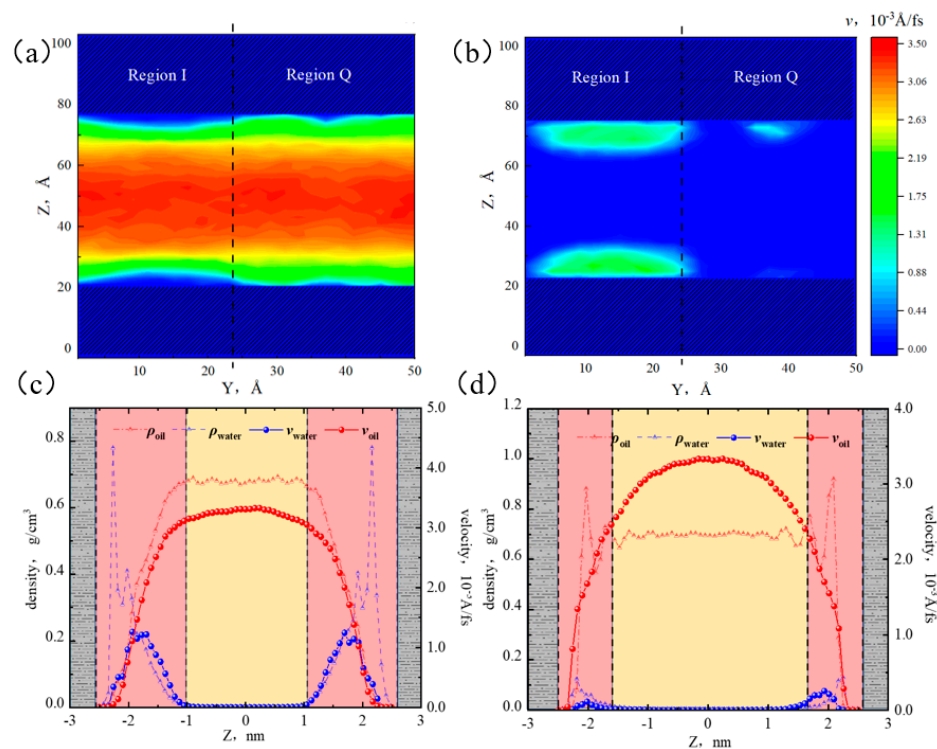 (a)
(b)
v, 10⁻³Å/fs
100
80
60
40
20
0
Z, Å
Region I
Region Q
0
10
20
30
40
50
Y, Å
100
80
60
40
20
0
Z, Å
Region I
Region Q
10
20
30
40
50
Y, Å
3.50
3.06
2.63
2.19
1.75
1.31
0.88
0.44
0.00
(c)
ρoil
ρwater
vwater
voil
0.8
0.6
0.4
0.2
0.0
density, g/cm³
5.0
4.0
3.0
2.0
1.0
0.0
velocity, 10⁻³Å/fs
-3
-2
-1
0
1
2
3
Z, nm
(d)
ρoil
ρwater
vwater
voil
1.2
1.0
0.8
0.6
0.4
0.2
0.0
density, g/cm³
4.0
3.0
2.0
1.0
0.0
velocity, 10⁻³Å/fs
-3
-2
-1
0
1
2
3
Z, nm